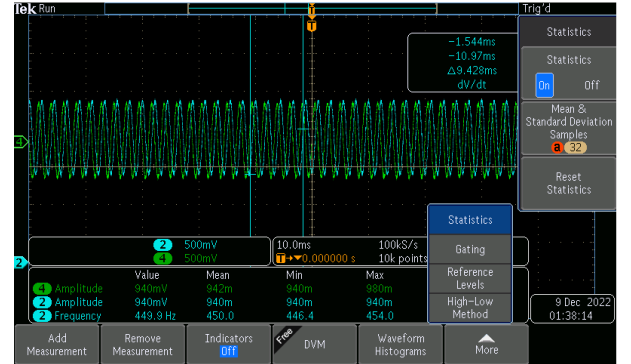 Tek Run
Trig'd
T
T
-1.544ms
-10.97ms
Δ9.428ms
dV/dt
Statistics
Statistics
On Off
Mean &
Standard Deviation
Samples
a 32
Reset
Statistics
4
2
2 500mV
4 500mV
10.0ms 100kS/s
T→▼0.000000 s 10k points
Statistics
Gating
Reference
Levels
High-Low
Method
Value Mean Min Max
4 Amplitude 940mV 942m 940m 980m
2 Amplitude 940mV 940m 940m 940m
2 Frequency 449.9 Hz 450.0 446.4 454.0
9 Dec 2022
01:38:14
Add
Measurement
Remove
Measurement
Indicators
Off
Free
DVM
Waveform
Histograms
More